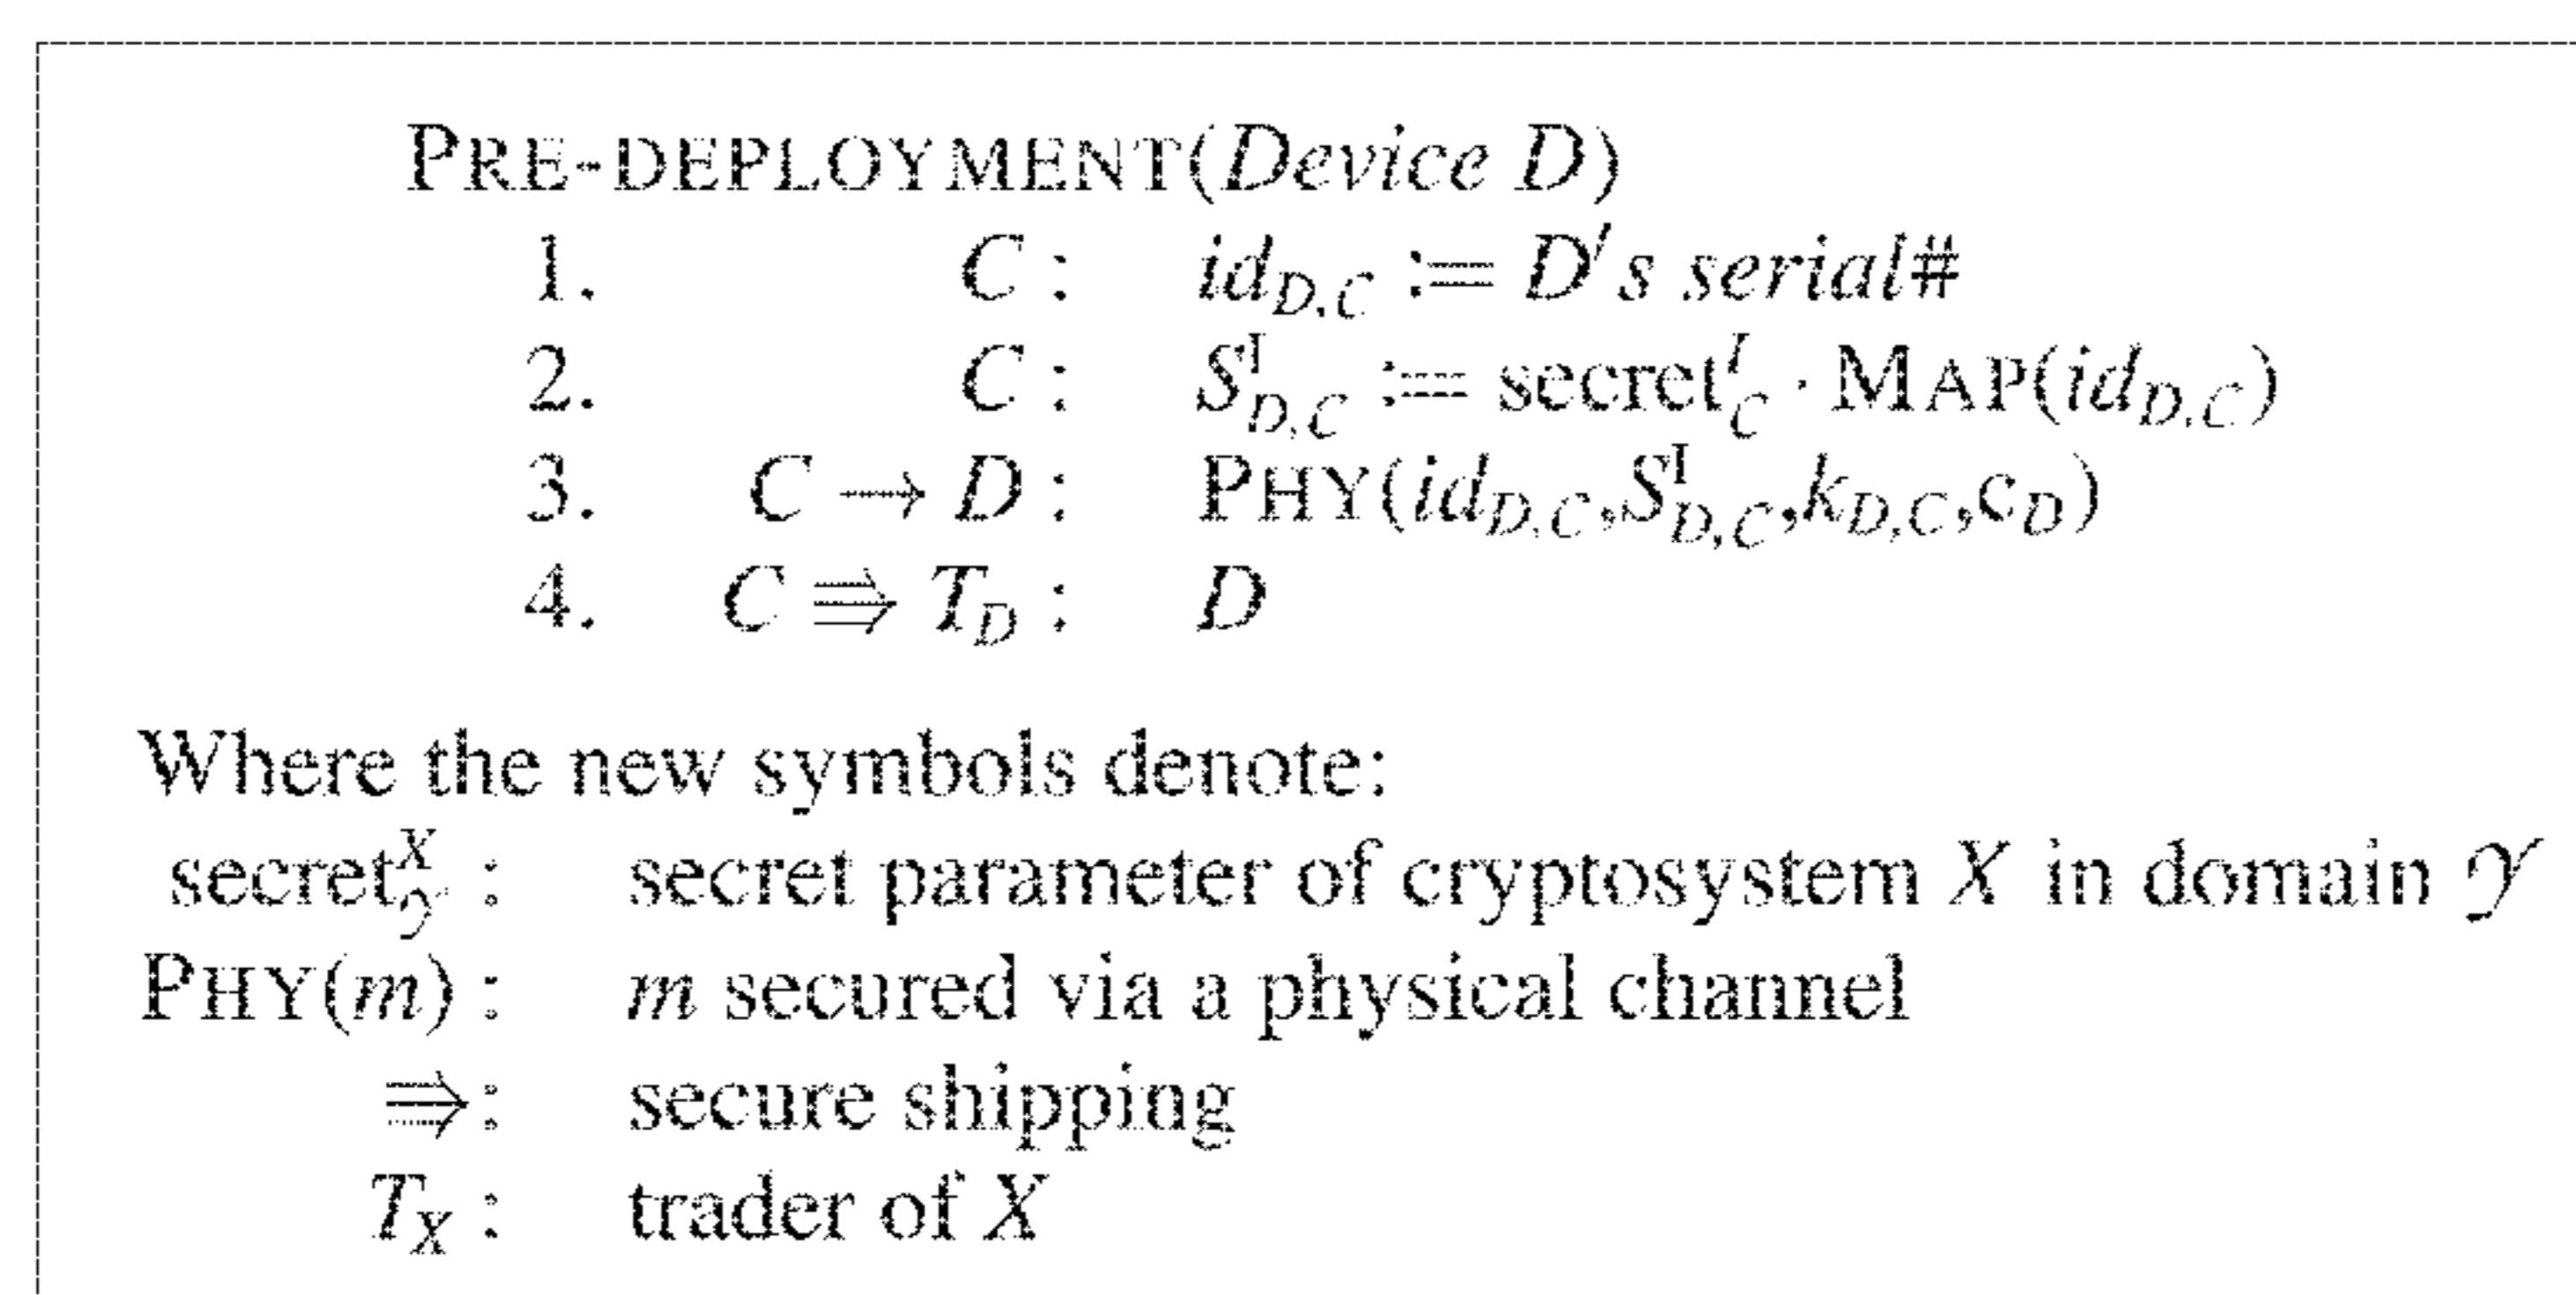 PRE-DEPLOYMENT(Device D)
1. C : id_{D,C} := D's serial#
2. C : S^I_{D,C} := secret^I_C · MAP(id_{D,C})
3. C → D : PHY(id_{D,C},S^I_{D,C},k_{D,C},c_D)
4. C ⇛ T_D : D
Where the new symbols denote:
secret^X_𝒴 : secret parameter of cryptosystem X in domain 𝒴
PHY(m) : m secured via a physical channel
⇛ : secure shipping
T_X : trader of X